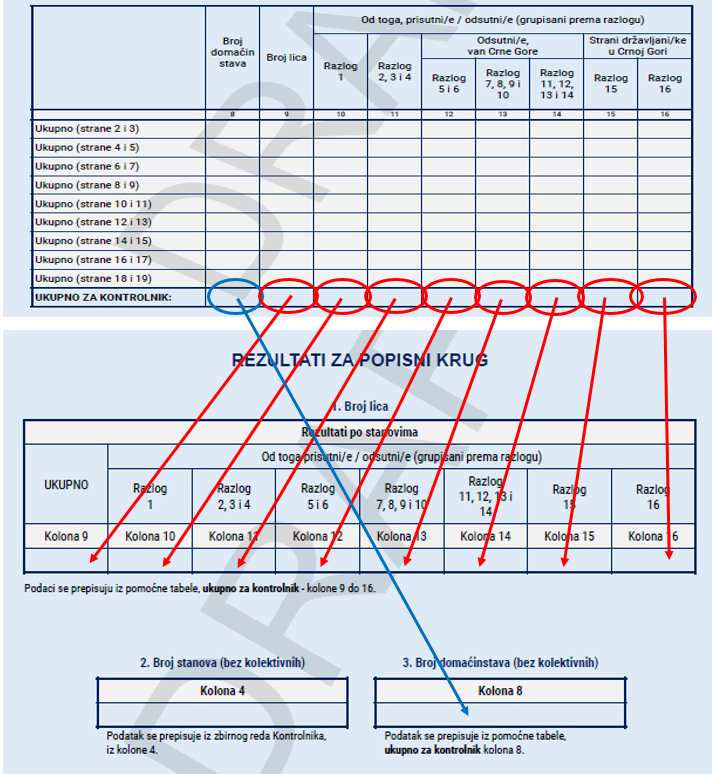 Od toga, prisutni/e / odsutni/e (grupisani prema razlogu)
Broj
domaćin
stava
Broj lica
Odsutni/e,
van Crne Gore
Strani državljani/ke
u Crnoj Gori
Razlog
1
Razlog
2, 3 i 4
Razlog
5 i 6
Razlog
7, 8, 9 i
10
Razlog
11, 12,
13 i 14
Razlog
15
Razlog
16
8 9 10 11 12 13 14 15 16
Ukupno (strane 2 i 3)
Ukupno (strane 4 i 5)
Ukupno (strane 6 i 7)
Ukupno (strane 8 i 9)
Ukupno (strane 10 i 11)
Ukupno (strane 12 i 13)
Ukupno (strane 14 i 15)
Ukupno (strane 16 i 17)
Ukupno (strane 18 i 19)
UKUPNO ZA KONTROLNIK:
REZULTATI ZA POPISNI KRUG
1. Broj lica
Rezultati po stanovima
UKUPNO
Od toga prisutni/e / odsutni/e (grupisani prema razlogu)
Razlog
1
Razlog
2, 3 i 4
Razlog
5 i 6
Razlog
7, 8, 9 i 10
Razlog
11, 12, 13 i
14
Razlog
15
Razlog
16
Kolona 9 Kolona 10 Kolona 11 Kolona 12 Kolona 13 Kolona 14 Kolona 15 Kolona 16
Podaci se prepisuju iz pomoćne tabele, ukupno za kontrolnik - kolone 9 do 16.
2. Broj stanova (bez kolektivnih)
Kolona 4
Podatak se prepisuje iz zbirnog reda Kontrolnika,
iz kolone 4.
3. Broj domaćinstava (bez kolektivnih)
Kolona 8
Podatak se prepisuje iz pomoćne tabele,
ukupno za kontrolnik kolona 8.
DRAF
DRAF